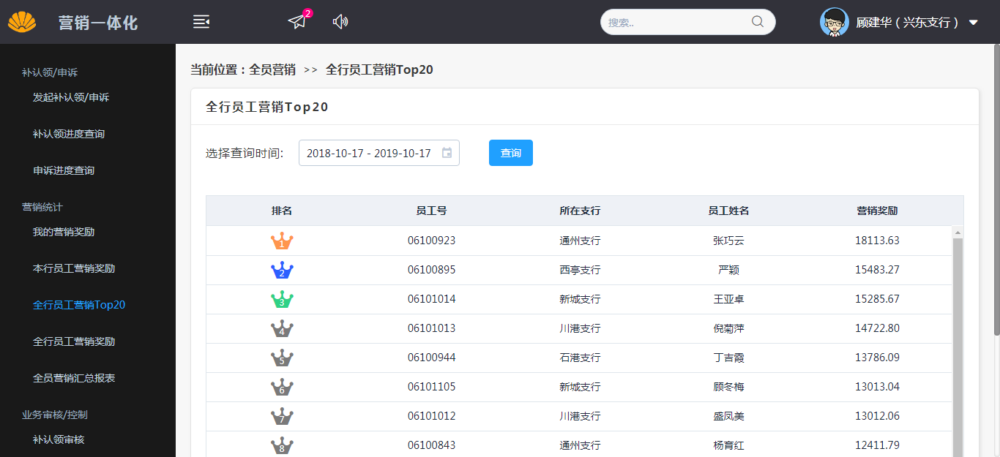 营销一体化
2
搜索..
顾建华（兴东支行）
补认领/申诉
发起补认领/申诉
补认领进度查询
申诉进度查询
营销统计
我的营销奖励
本行员工营销奖励
全行员工营销Top20
全行员工营销奖励
全员营销汇总报表
业务审核/控制
补认领审核
当前位置：全员营销 >> 全行员工营销Top20
全行员工营销Top20
选择查询时间: 2018-10-17 - 2019-10-17 查询
排名 员工号 所在支行 员工姓名 营销奖励
1 06100923 通州支行 张巧云 18113.63
2 06100895 西亭支行 严颖 15483.27
3 06101014 新城支行 王亚卓 15285.67
4 06101013 川港支行 倪菊萍 14722.80
5 06100944 石港支行 丁吉霞 13786.09
6 06101105 新城支行 顾冬梅 13013.04
7 06101012 川港支行 盛凤美 13012.06
8 06100843 通州支行 杨育红 12411.79